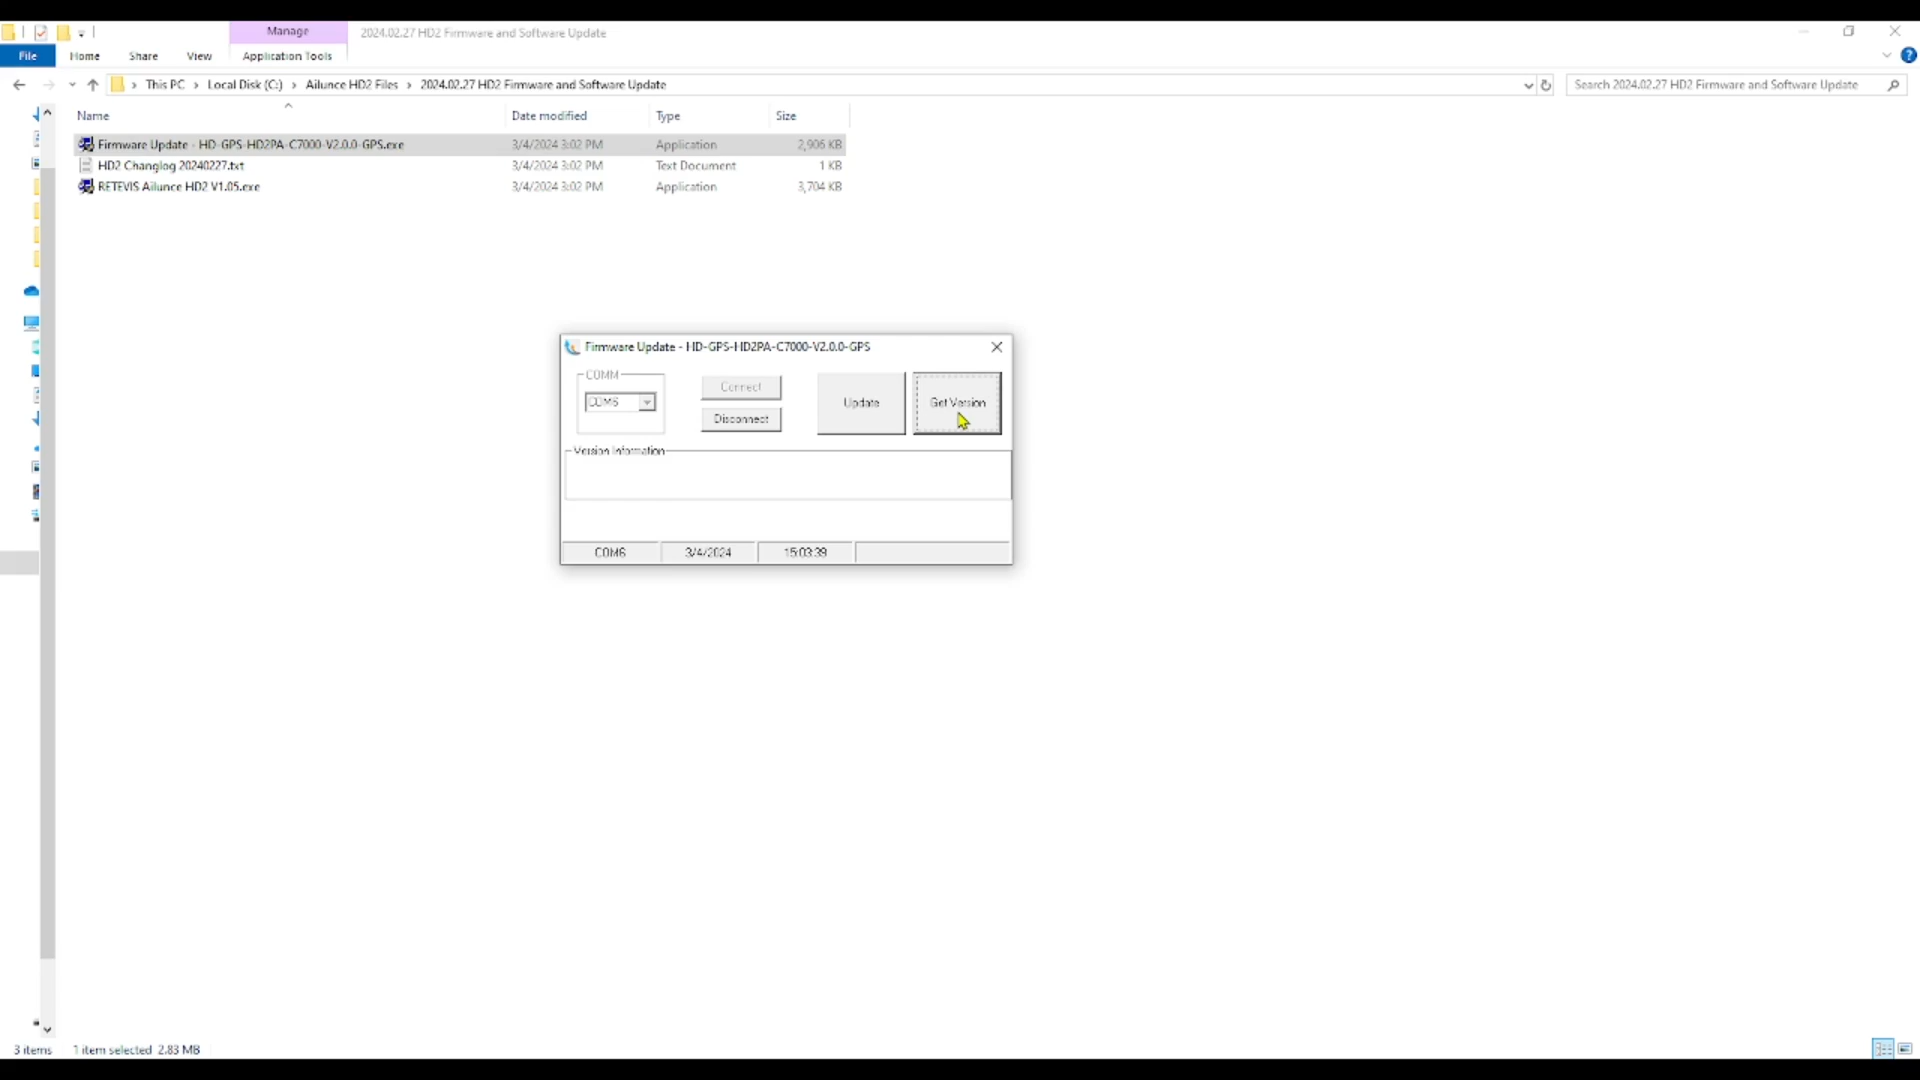 Manage
2024.02.27 HD2 Firmware and Software Update
File
Home
Share
View
Application Tools
This PC
Local Disk (C:)
Ailunce HD2 Files
2024.02.27 HD2 Firmware and Software Update
Search 2024.02.27 HD2 Firmware and Software Update
Name
Date modified
Type
Size
Firmware Update - HD-GPS-HD2PA-C7000-V2.0.0-GPS.exe
3/4/2024 3:02 PM
Application
2,906 KB
HD2 Changlog 20240227.txt
3/4/2024 3:02 PM
Text Document
1 KB
RETEVIS Ailunce HD2 V1.05.exe
3/4/2024 3:02 PM
Application
3,704 KB
Firmware Update - HD-GPS-HD2PA-C7000-V2.0.0-GPS
COMM
COM6
Connect
Disconnect
Update
Get Version
Version Information
COM6
3/4/2024
15:03:39
3 items
1 item selected 2.83 MB